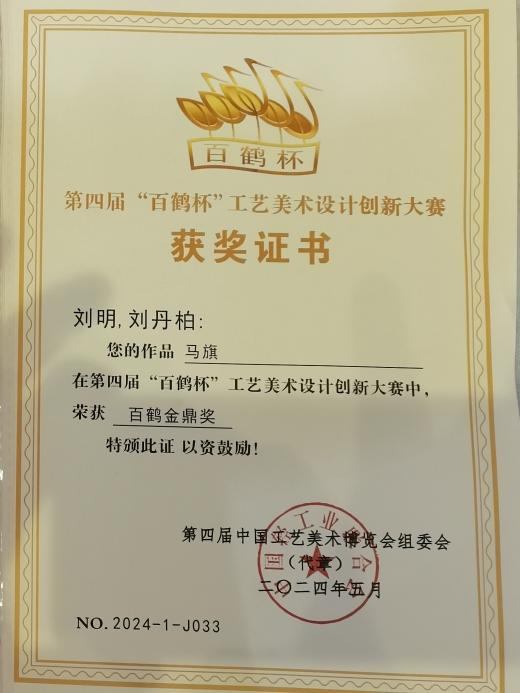 百鹤杯
第四届“百鹤杯”工艺美术设计创新大赛
获奖证书
刘明,刘丹柏:
您的作品 马旗
在第四届“百鹤杯”工艺美术设计创新大赛中,
荣获 百鹤金鼎奖
特颁此证 以资鼓励!
第四届中国工艺美术博览会组委会
(代章)
二〇二四年五月
NO. 2024-1-J033